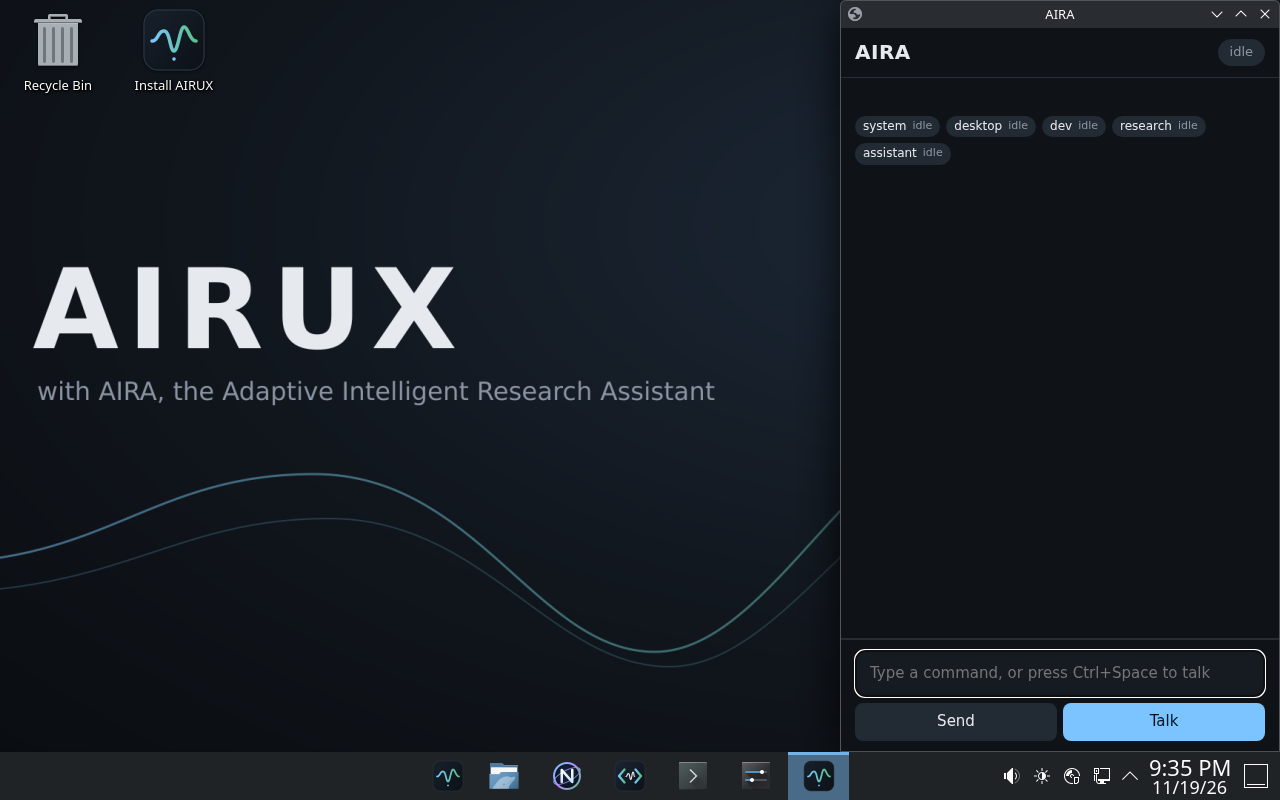 Recycle Bin
Install AIRUX
AIRUX
with AIRA, the Adaptive Intelligent Research Assistant
AIRA
AIRA
idle
system idle
desktop idle
dev idle
research idle
assistant idle
Type a command, or press Ctrl+Space to talk
Send
Talk
N
9:35 PM
11/19/26